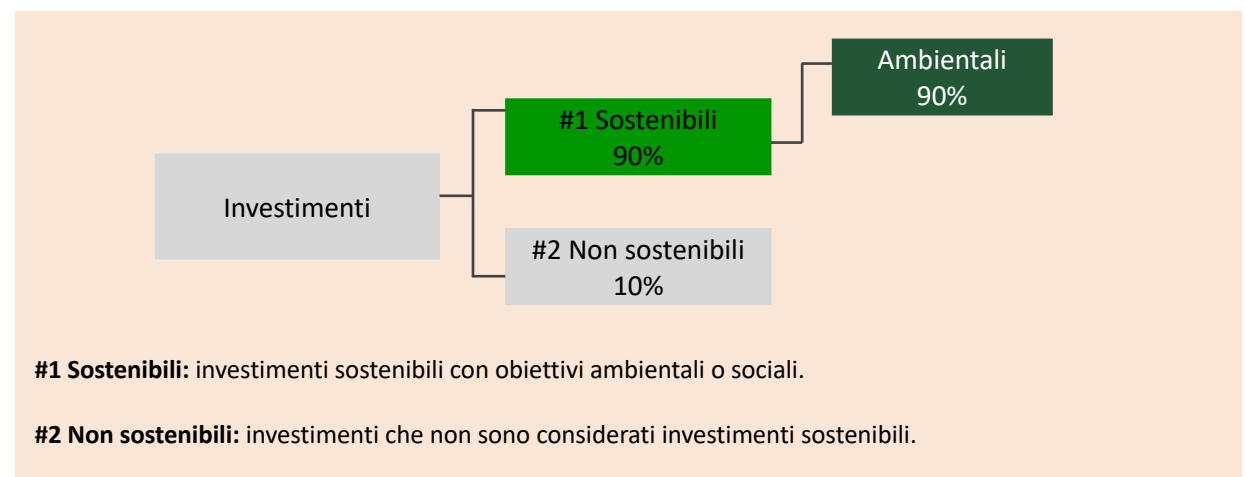 Ambientali
90%
#1 Sostenibili
90%
Investimenti
#2 Non sostenibili
10%
#1 Sostenibili: investimenti sostenibili con obiettivi ambientali o sociali.
#2 Non sostenibili: investimenti che non sono considerati investimenti sostenibili.